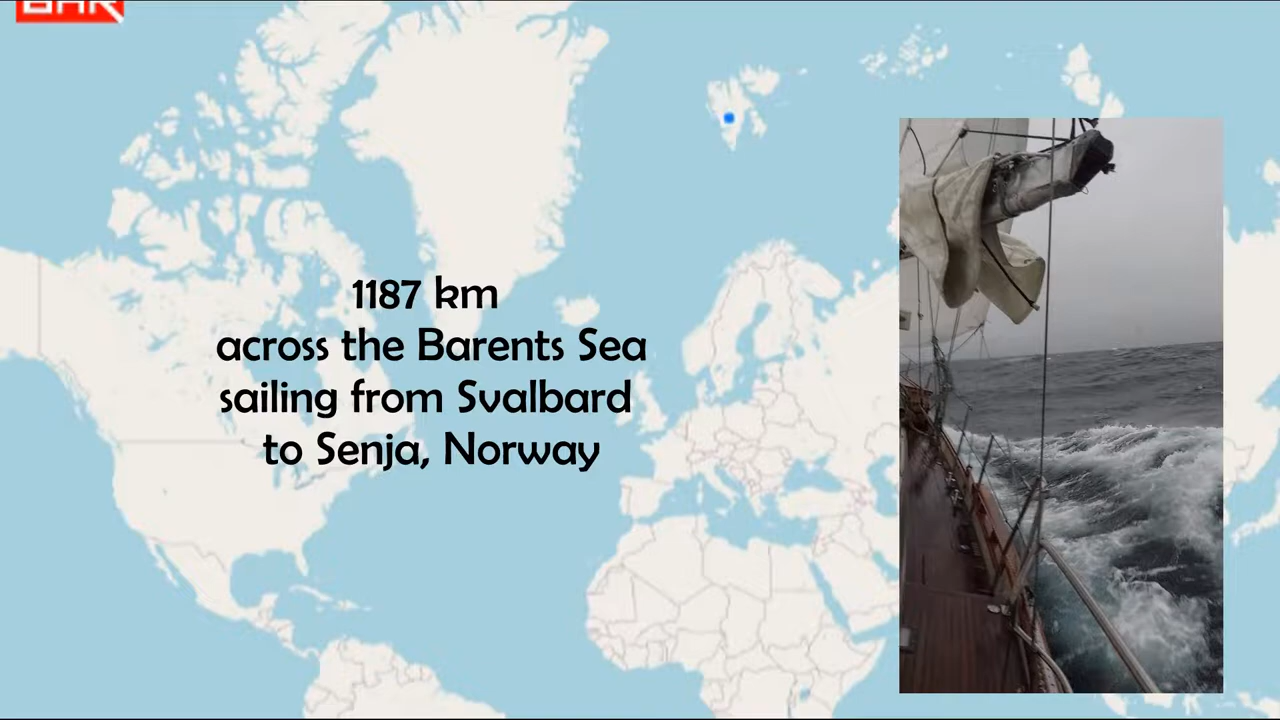 1187 km
across the Barents Sea
sailing from Svalbard
to Senja, Norway